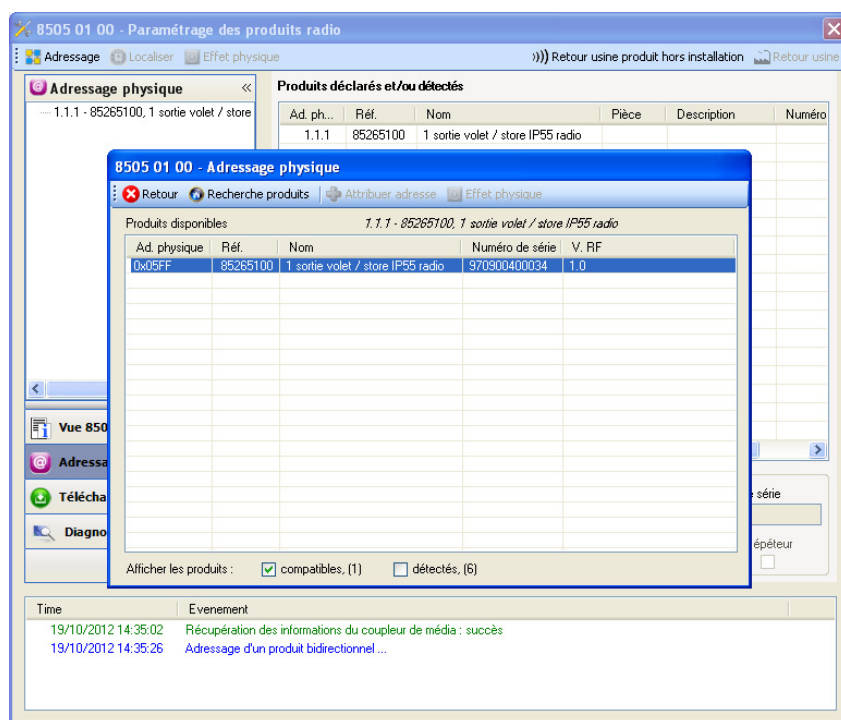 8505 01 00 - Paramétrage des produits radio
Adressage Localiser Effet physique ))) Retour usine produit hors installation Retour usine
Adressage physique «
1.1.1 - 85265100, 1 sortie volet / store
Produits déclarés et/ou détectés
Ad. ph... Réf. Nom Pièce Description Numéro
1.1.1 85265100 1 sortie volet / store IP55 radio
8505 01 00 - Adressage physique
Retour Recherche produits Attribuer adresse Effet physique
Produits disponibles 1.1.1 - 85265100, 1 sortie volet / store IP55 radio
Ad. physique Réf. Nom Numéro de série V. RF
0x05FF 85265100 1 sortie volet / store IP55 radio 970900400034 1.0
Afficher les produits : compatibles, (1) détectés, (6)
Vue 850
Adressa
Télécha
Diagno
série
épéteur
Time Evenement
19/10/2012 14:35:02 Récupération des informations du coupleur de média : succès
19/10/2012 14:35:26 Adressage d'un produit bidirectionnel ...